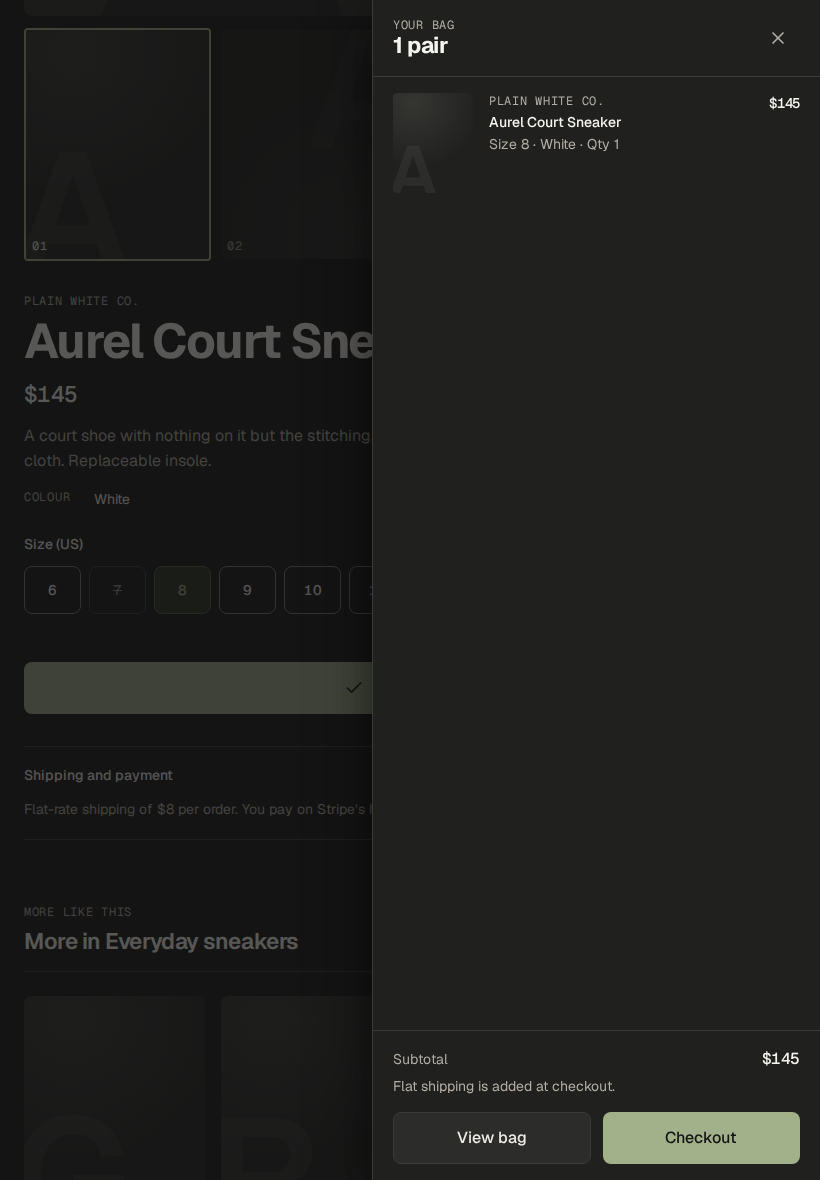 01
02
PLAIN WHITE CO.
Aurel Court Sne
$145
A court shoe with nothing on it but the stitching
cloth. Replaceable insole.
COLOUR White
Size (US)
6 7 8 9 10
Shipping and payment
Flat-rate shipping of $8 per order. You pay on Stripe's
MORE LIKE THIS
More in Everyday sneakers
YOUR BAG
1 pair
A
PLAIN WHITE CO.
Aurel Court Sneaker
Size 8 · White · Qty 1
$145
Subtotal
$145
Flat shipping is added at checkout.
View bag
Checkout